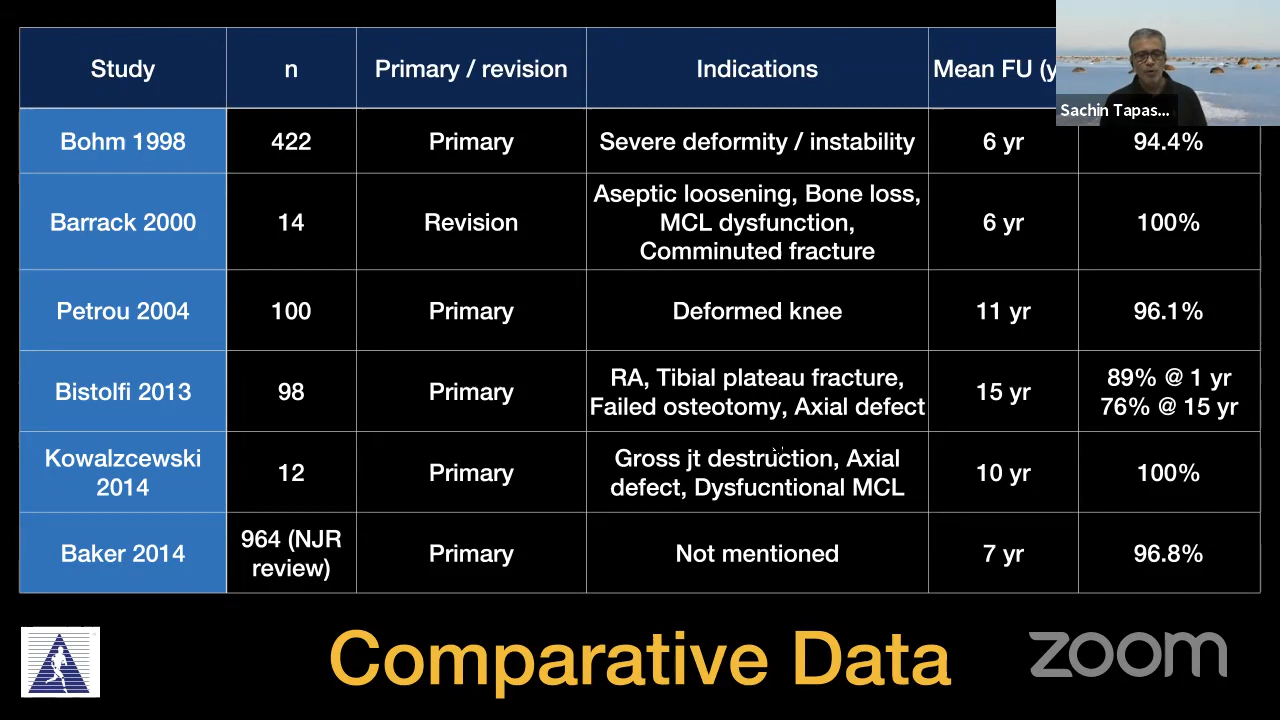 Study n Primary / revision Indications Mean FU (y
Sachin Tapas...
Bohm 1998 422 Primary Severe deformity / instability 6 yr 94.4%
Barrack 2000 14 Revision Aseptic loosening, Bone loss,
MCL dysfunction,
Comminuted fracture 6 yr 100%
Petrou 2004 100 Primary Deformed knee 11 yr 96.1%
Bistolfi 2013 98 Primary RA, Tibial plateau fracture,
Failed osteotomy, Axial defect 15 yr 89% @ 1 yr
76% @ 15 yr
Kowalzcewski
2014 12 Primary Gross jt destruction, Axial
defect, Dysfucntional MCL 10 yr 100%
Baker 2014 964 (NJR
review) Primary Not mentioned 7 yr 96.8%
Comparative Data
zoom